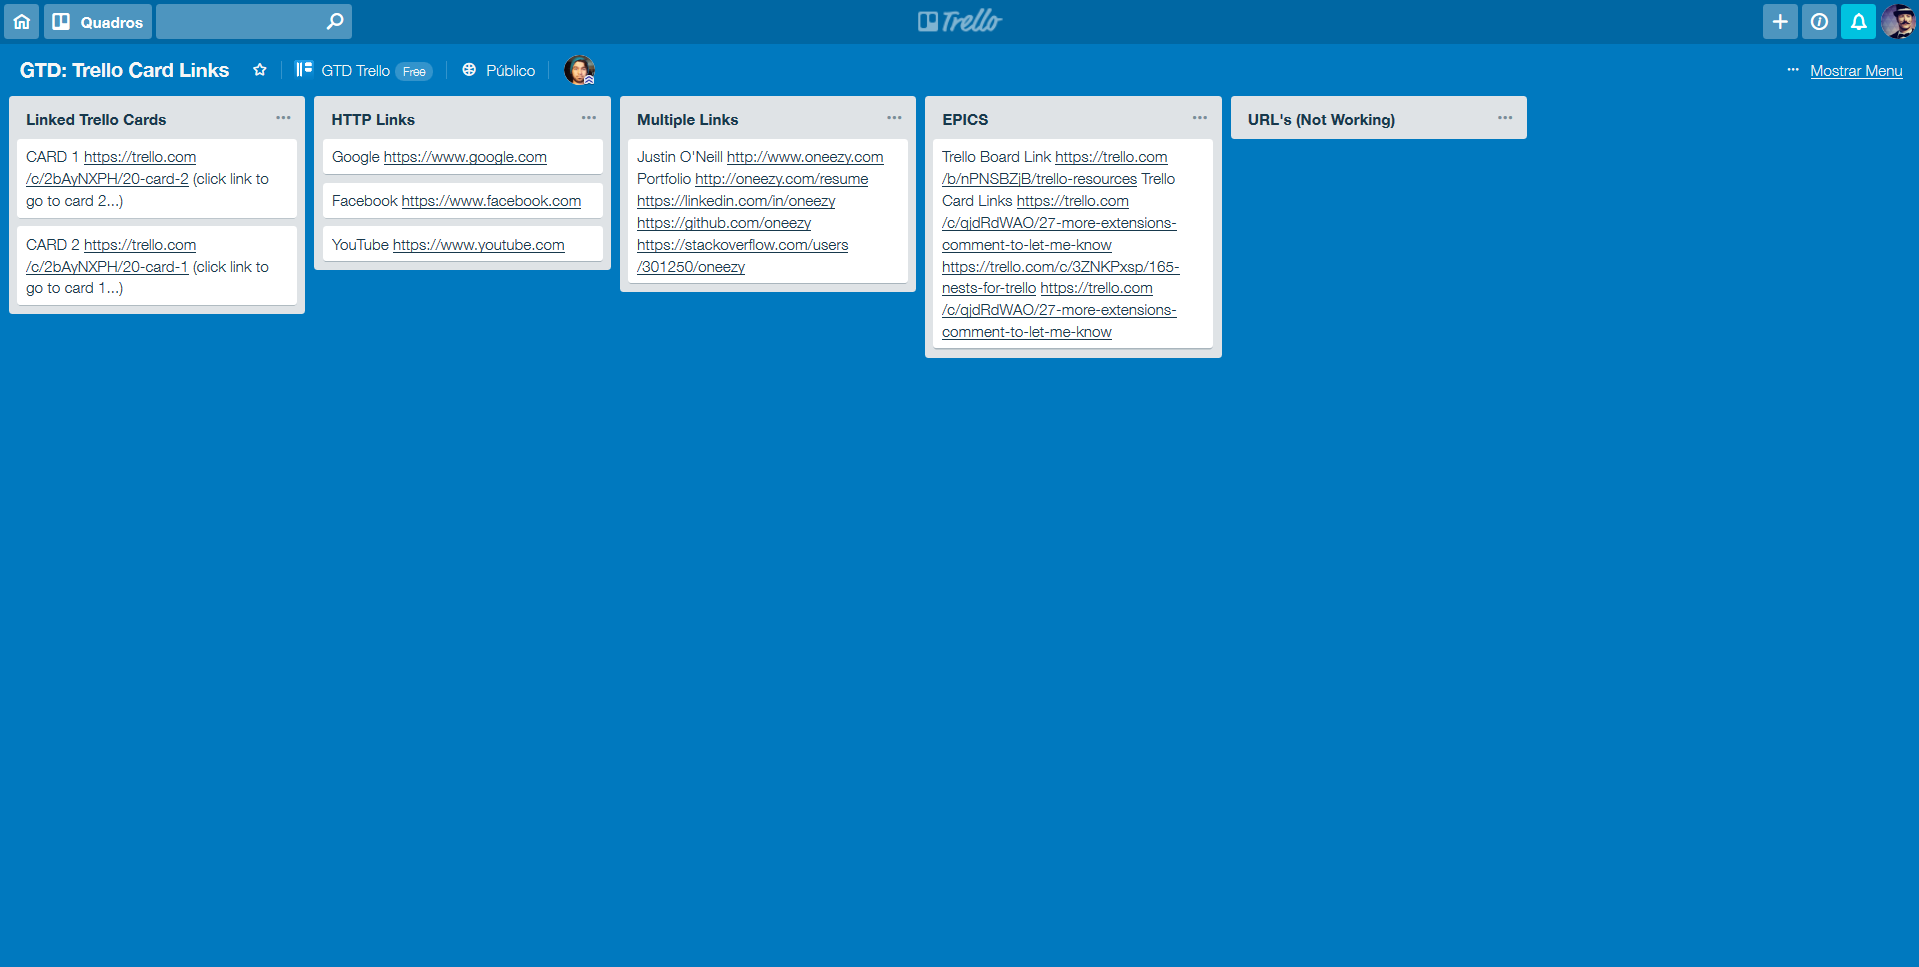 Quadros
Trello
GTD: Trello Card Links
GTD Trello Free
Público
Mostrar Menu
Linked Trello Cards
CARD 1 https://trello.com
/c/2bAyNXPH/20-card-2 (click link to
go to card 2...)
CARD 2 https://trello.com
/c/2bAyNXPH/20-card-1 (click link to
go to card 1...)
HTTP Links
Google https://www.google.com
Facebook https://www.facebook.com
YouTube https://www.youtube.com
Multiple Links
Justin O'Neill http://www.oneezy.com
Portfolio http://oneezy.com/resume
https://linkedin.com/in/oneezy
https://github.com/oneezy
https://stackoverflow.com/users
/301250/oneezy
EPICS
Trello Board Link https://trello.com
/b/nPNSBZjB/trello-resources Trello
Card Links https://trello.com
/c/qjdRdWAO/27-more-extensions-
comment-to-let-me-know
https://trello.com/c/3ZNKPxsp/165-
nests-for-trello https://trello.com
/c/qjdRdWAO/27-more-extensions-
comment-to-let-me-know
URL's (Not Working)